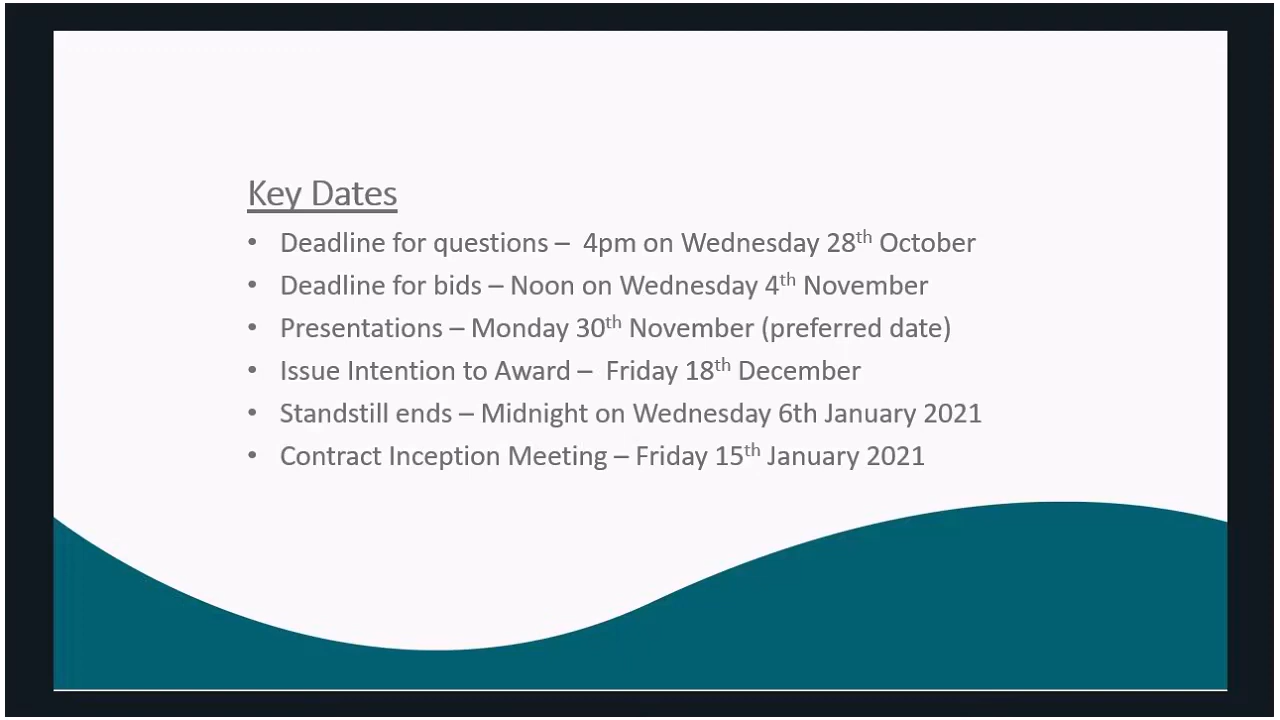 Key Dates
• Deadline for questions –  4pm on Wednesday 28th October
• Deadline for bids – Noon on Wednesday 4th November
• Presentations – Monday 30th November (preferred date)
• Issue Intention to Award –  Friday 18th December
• Standstill ends – Midnight on Wednesday 6th January 2021
• Contract Inception Meeting – Friday 15th January 2021